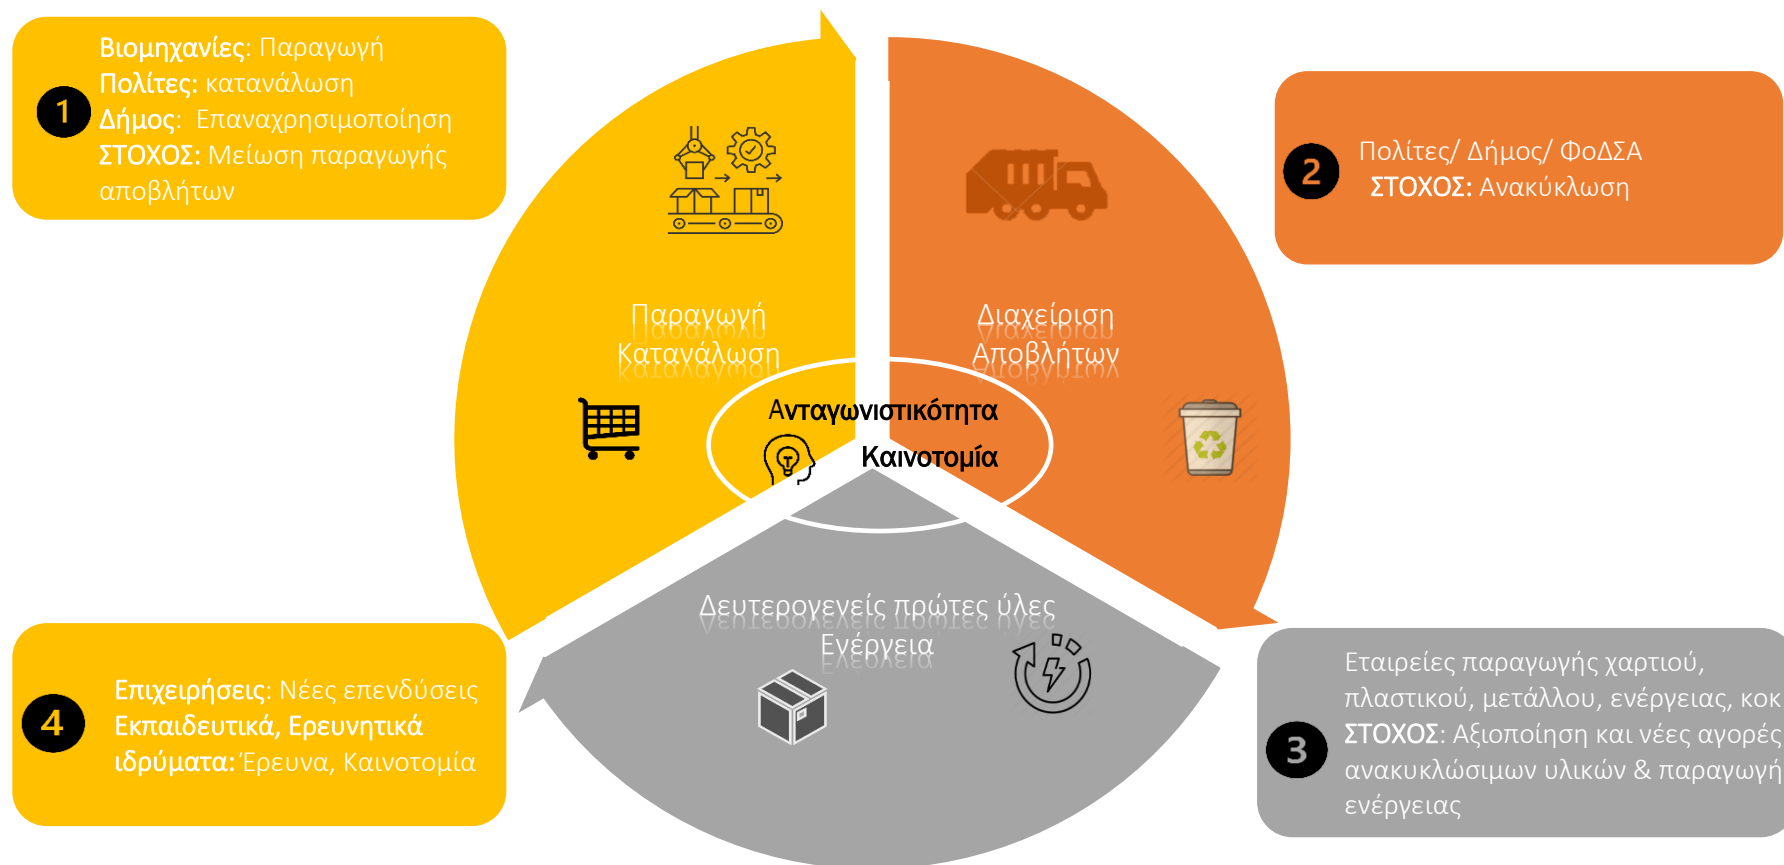 1
Βιομηχανίες: Παραγωγή
Πολίτες: κατανάλωση
Δήμος: Επαναχρησιμοποίηση
ΣΤΟΧΟΣ: Μείωση παραγωγής
αποβλήτων
2
Πολίτες/ Δήμος/ ΦοΔΣΑ
ΣΤΟΧΟΣ: Ανακύκλωση
Παραγωγή
Κατανάλωση
Διαχείριση
Αποβλήτων
Ανταγωνιστικότητα
Καινοτομία
Δευτερογενείς πρώτες ύλες
Ενέργεια
4
Επιχειρήσεις: Νέες επενδύσεις
Εκπαιδευτικά, Ερευνητικά
ιδρύματα: Έρευνα, Καινοτομία
3
Εταιρείες παραγωγής χαρτιού,
πλαστικού, μετάλλου, ενέργειας, κοκ
ΣΤΟΧΟΣ: Αξιοποίηση και νέες αγορές
ανακυκλώσιμων υλικών & παραγωγή
ενέργειας